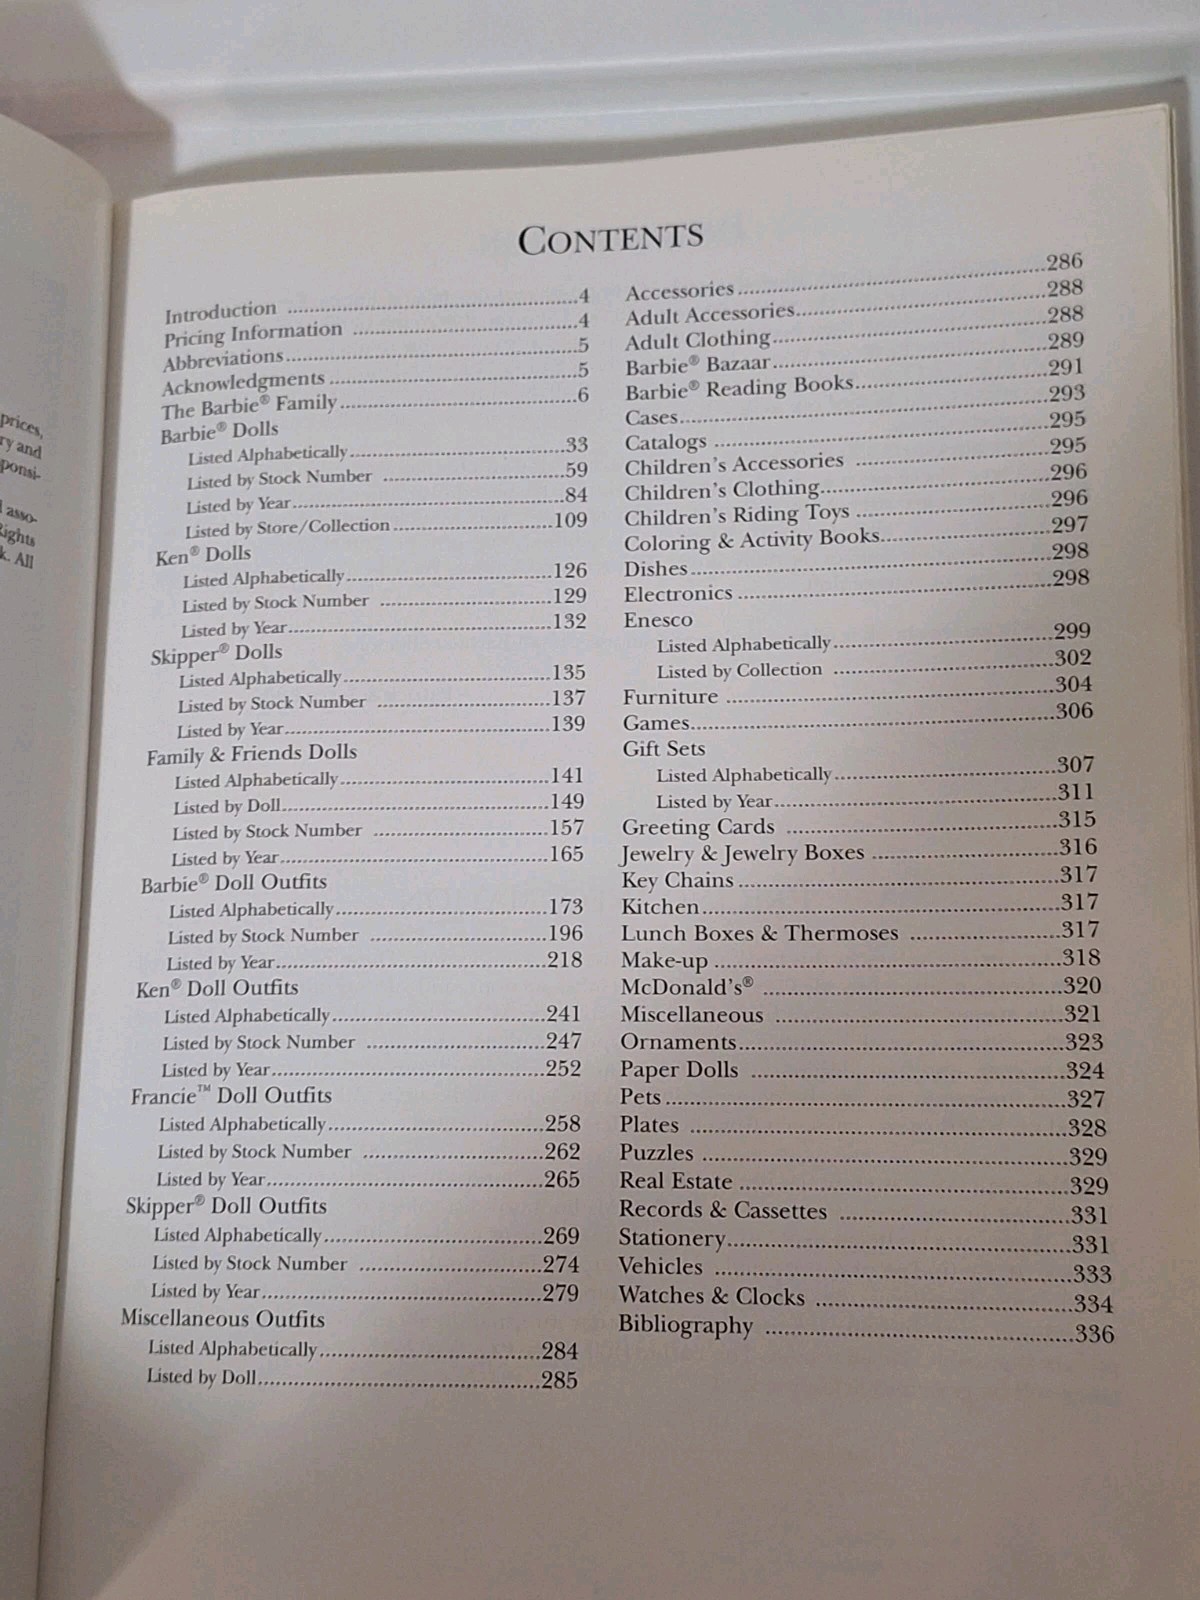 prices,
ry and
ponsi-
l asso-
Rights
k. All
CONTENTS
Introduction ....4
Pricing Information ....4
Abbreviations....5
Acknowledgments ....5
The Barbie® Family....6
Barbie® Dolls
Listed Alphabetically....33
Listed by Stock Number ....59
Listed by Year....84
Listed by Store/Collection....109
Ken® Dolls
Listed Alphabetically....126
Listed by Stock Number ....129
Listed by Year....132
Skipper® Dolls
Listed Alphabetically....135
Listed by Stock Number ....137
Listed by Year....139
Family & Friends Dolls
Listed Alphabetically....141
Listed by Doll....149
Listed by Stock Number ....157
Listed by Year....165
Barbie® Doll Outfits
Listed Alphabetically....173
Listed by Stock Number ....196
Listed by Year....218
Ken® Doll Outfits
Listed Alphabetically....241
Listed by Stock Number ....247
Listed by Year....252
Francie™ Doll Outfits
Listed Alphabetically....258
Listed by Stock Number ....262
Listed by Year....265
Skipper® Doll Outfits
Listed Alphabetically....269
Listed by Stock Number ....274
Listed by Year....279
Miscellaneous Outfits
Listed Alphabetically....284
Listed by Doll....285
Accessories....286
Adult Accessories....288
Adult Clothing....288
Barbie® Bazaar....289
Barbie® Reading Books....291
Cases....293
Catalogs ....295
Children's Accessories ....295
Children's Clothing....296
Children's Riding Toys ....296
Coloring & Activity Books....297
Dishes....298
Electronics ....298
Enesco
Listed Alphabetically....299
Listed by Collection ....302
Furniture ....304
Games....306
Gift Sets
Listed Alphabetically....307
Listed by Year....311
Greeting Cards ....315
Jewelry & Jewelry Boxes ....316
Key Chains....317
Kitchen....317
Lunch Boxes & Thermoses ....317
Make-up ....318
McDonald's® ....320
Miscellaneous ....321
Ornaments....323
Paper Dolls ....324
Pets....327
Plates ....328
Puzzles ....329
Real Estate ....329
Records & Cassettes ....331
Stationery....331
Vehicles ....333
Watches & Clocks ....334
Bibliography ....336